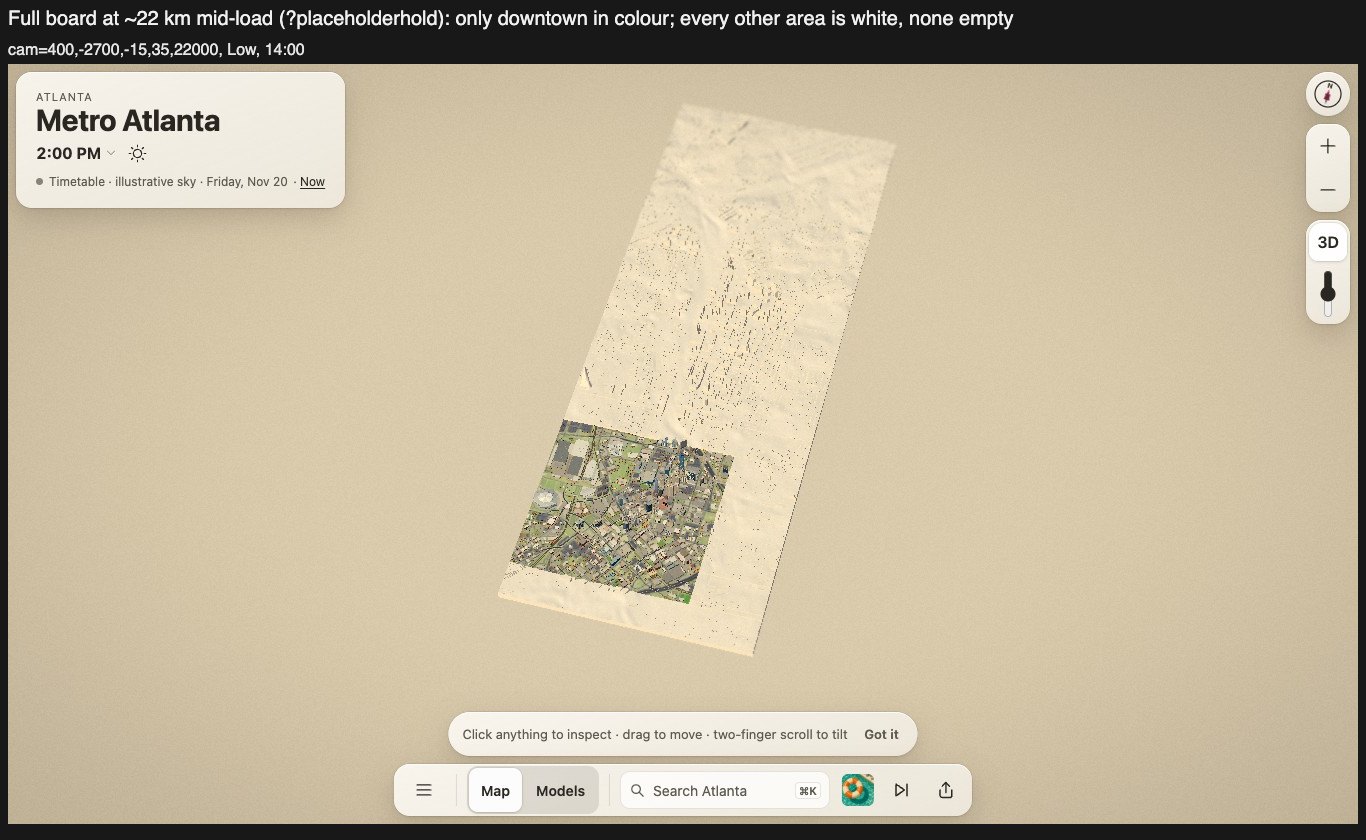 Full board at ~22 km mid-load (?placeholderhold): only downtown in colour; every other area is white, none empty
cam=400,-2700,-15,35,22000, Low, 14:00
ATLANTA
Metro Atlanta
2:00 PM
Timetable · illustrative sky · Friday, Nov 20 · Now
N
3D
Click anything to inspect · drag to move · two-finger scroll to tilt Got it
Map Models Search Atlanta ⌘K